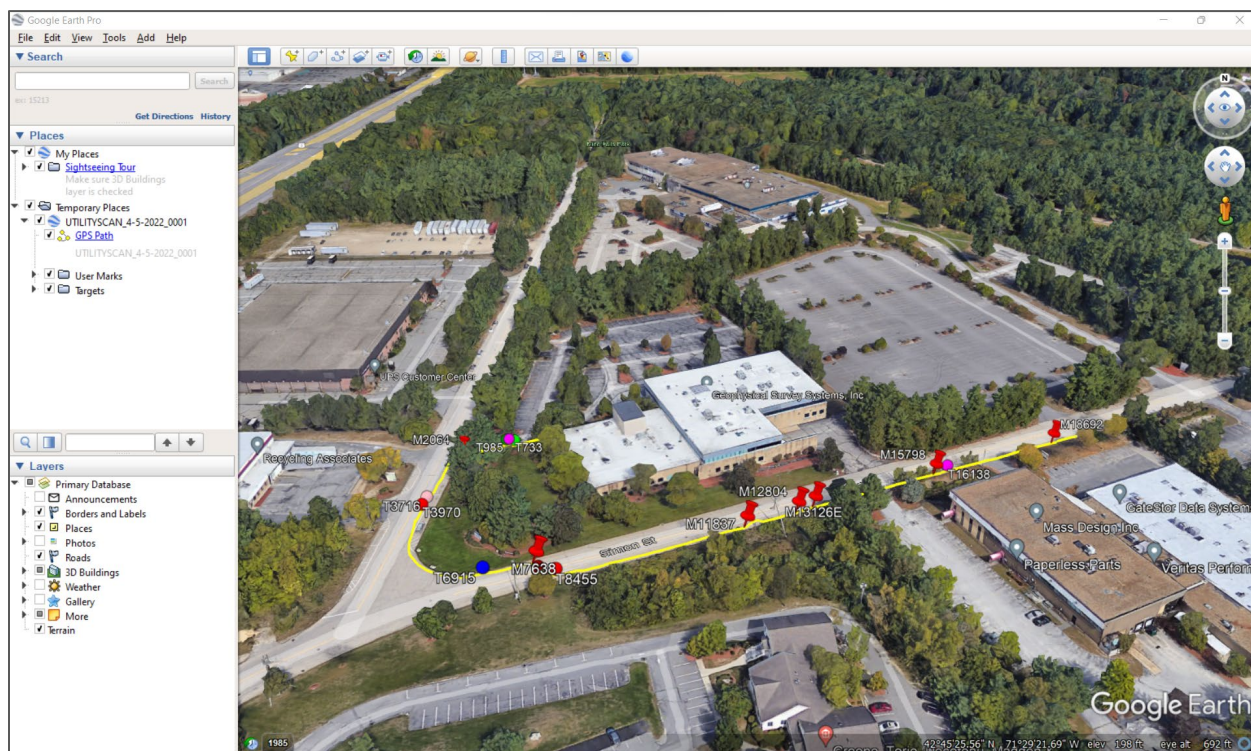 Google Earth Pro
File Edit View Tools Add Help
Search
Search
ex: 15213
Get Directions History
Places
My Places
Sightseeing Tour
Make sure 3D Buildings
layer is checked
Temporary Places
UTILITYSCAN_4-5-2022_0001
GPS Path
UTILITYSCAN_4-5-2022_0001
User Marks
Targets
Layers
Primary Database
Announcements
Borders and Labels
Places
Photos
Roads
3D Buildings
Weather
Gallery
More
Terrain
N
UPS Customer Center
Geophysical Survey Systems, Inc
Recycling Associates
M2064
T985
T733
M18692
M15798
T16138
T3716
T3970
M12804
M13126E
M11837
GateStor Data System
Mass Design, Inc
Paperless Parts
Veritas Perform
Simon St
T6915
M7638
T8455
Google Earth
1985
42°45'25.56" N 71°29'21.69" W elev 198 ft eye alt 692 ft